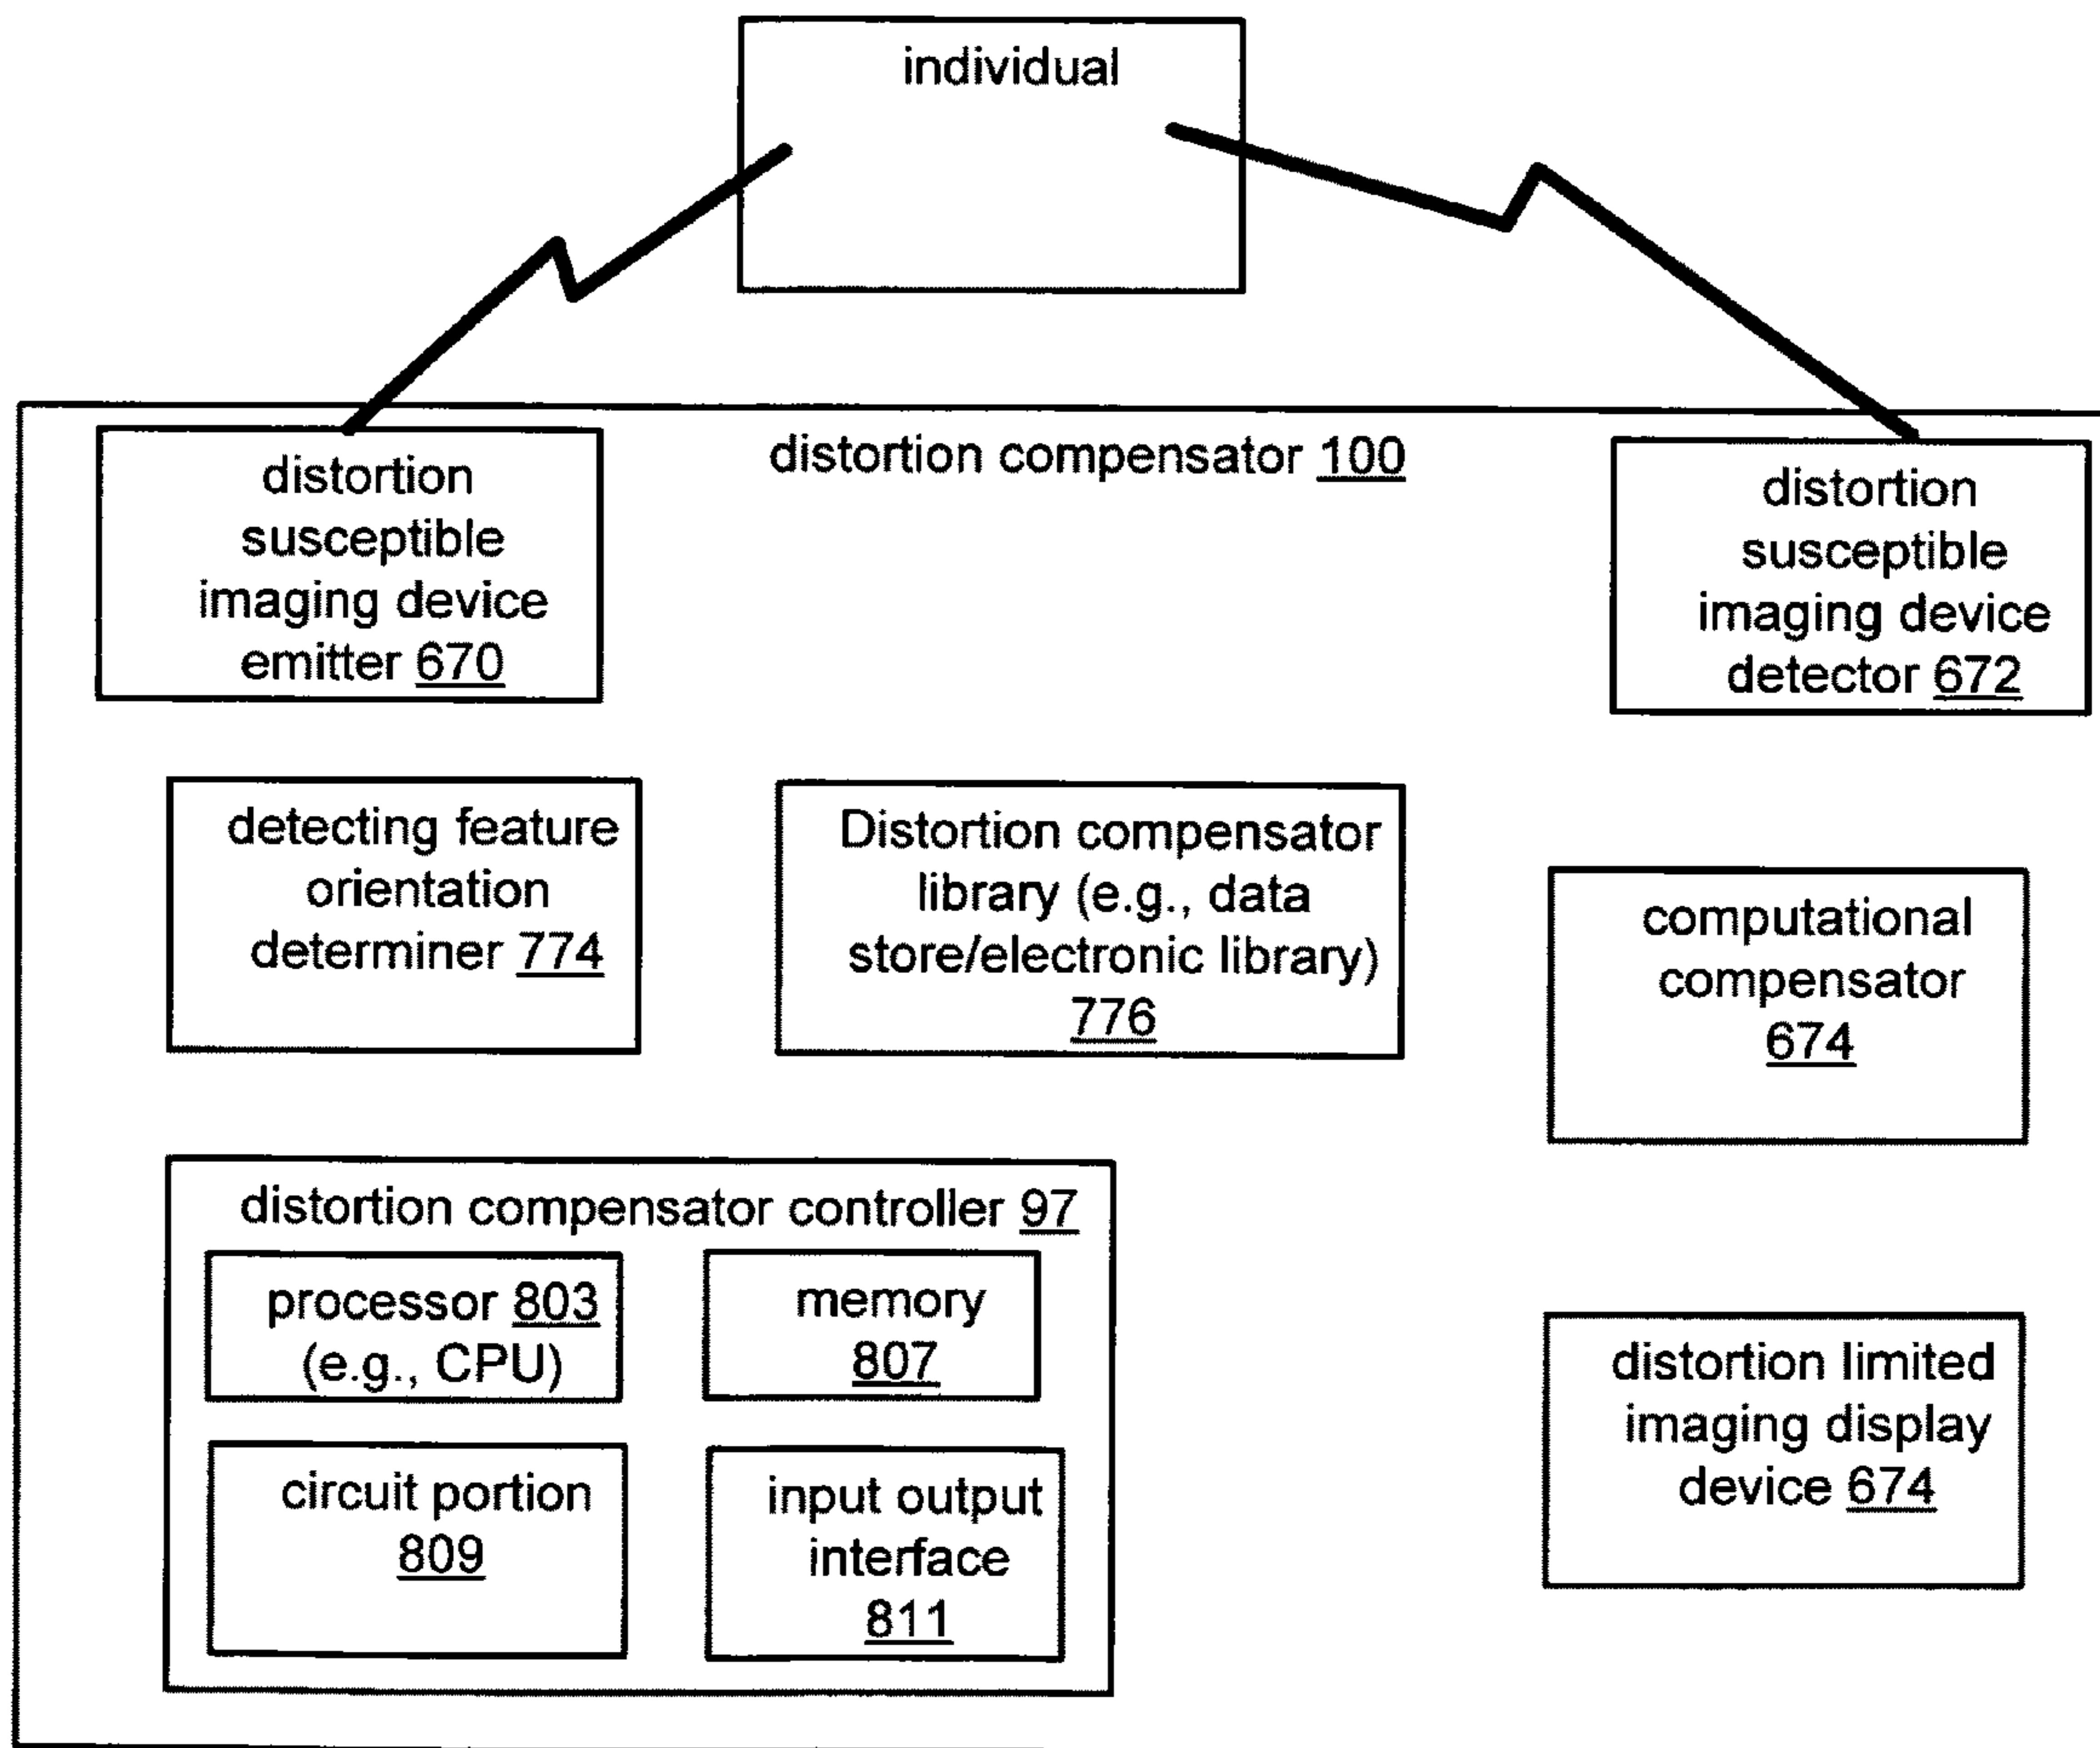 individual
distortion compensator 100
distortion
susceptible
imaging device
emitter 670
distortion
susceptible
imaging device
detector 672
detecting feature
orientation
determiner 774
Distortion compensator
library (e.g., data
store/electronic library)
776
computational
compensator
674
distortion compensator controller 97
processor 803
(e.g., CPU)
memory
807
circuit portion
809
input output
interface
811
distortion limited
imaging display
device 674